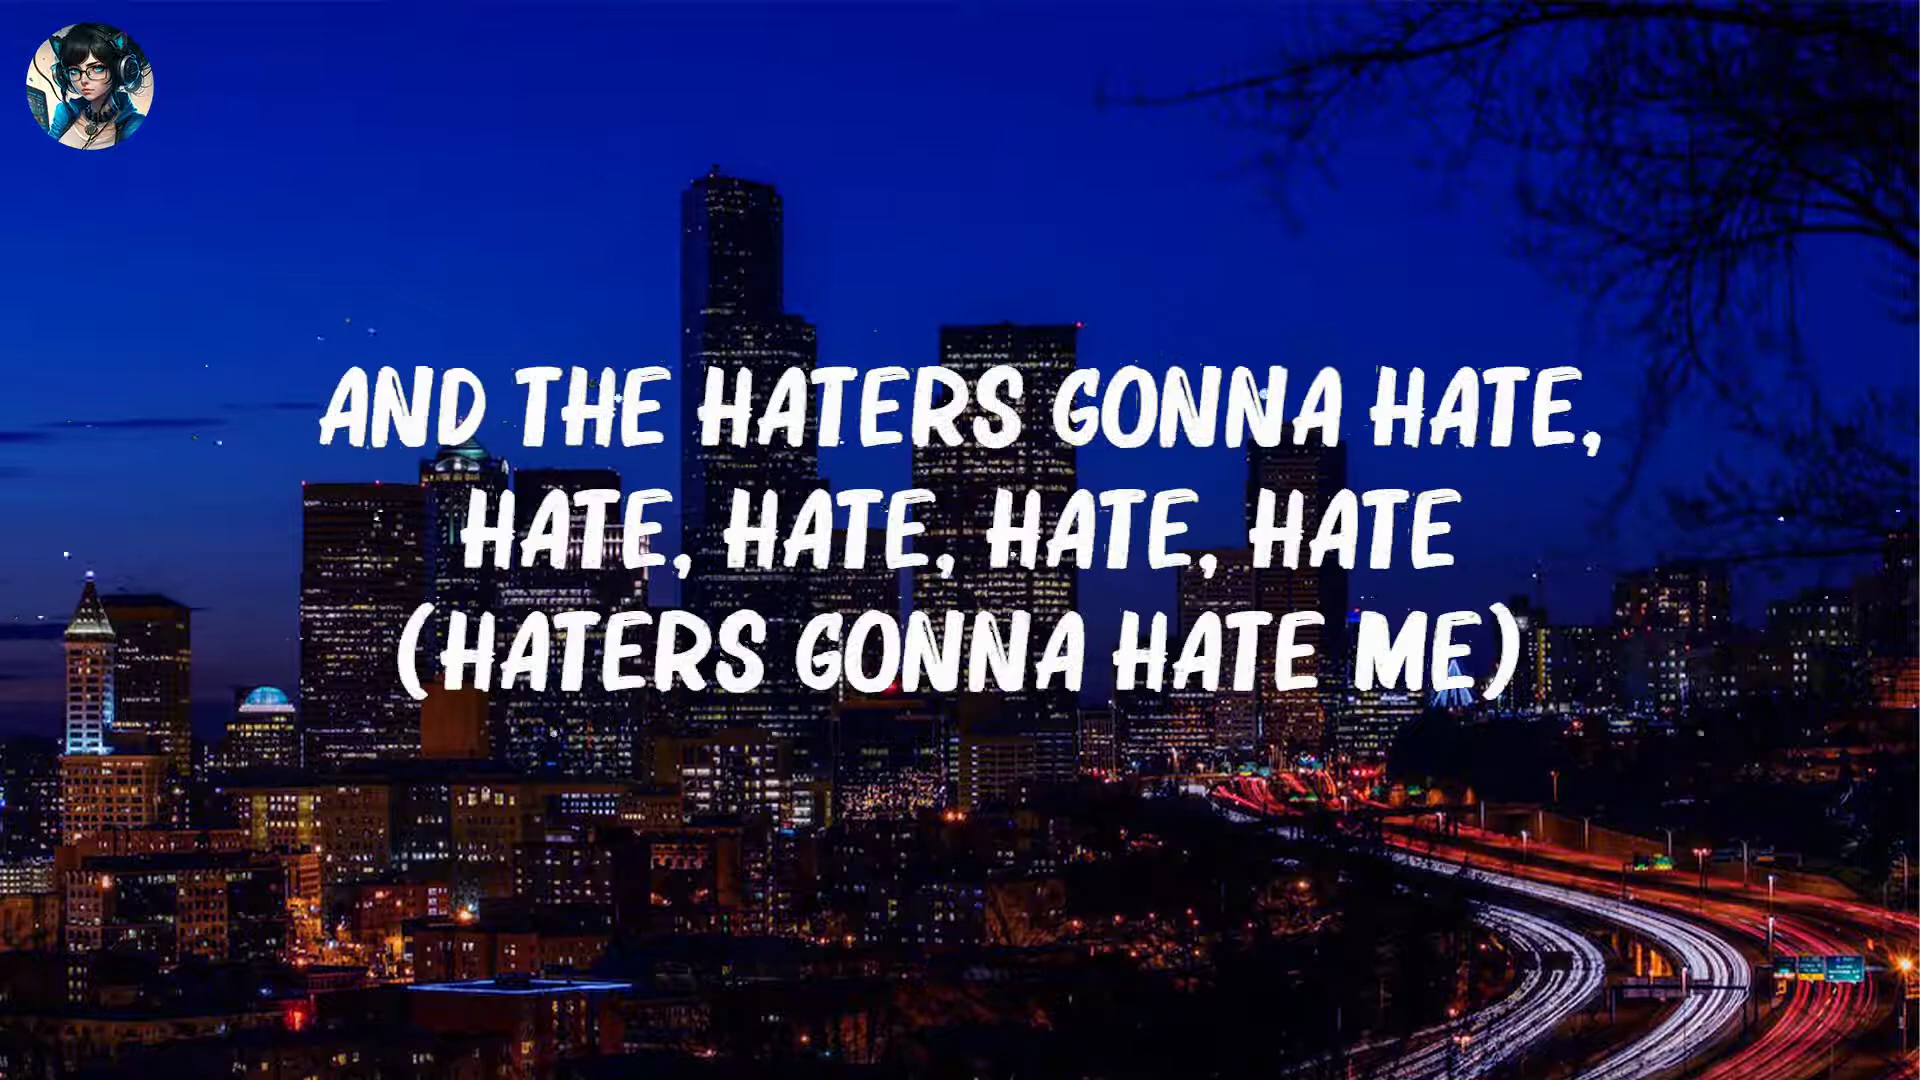 AND THE HATERS GONNA HATE,
HATE, HATE, HATE, HATE
(HATERS GONNA HATE ME)